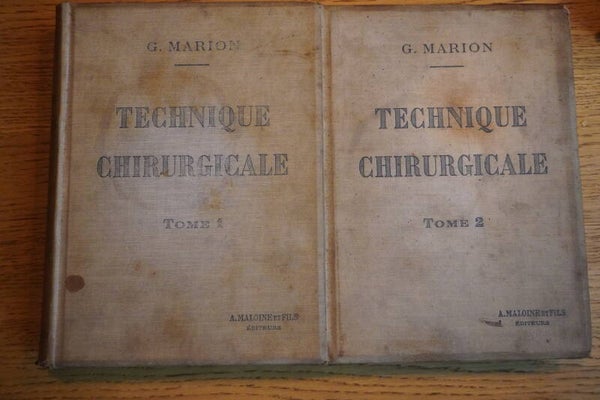 G. MARION
TECHNIQUE
CHIRURGICALE
TOME 1
A. MALOINE ET FILS
ÉDITEURS
G. MARION
TECHNIQUE
CHIRURGICALE
TOME 2
A. MALOINE ET FILS
ÉDITEURS